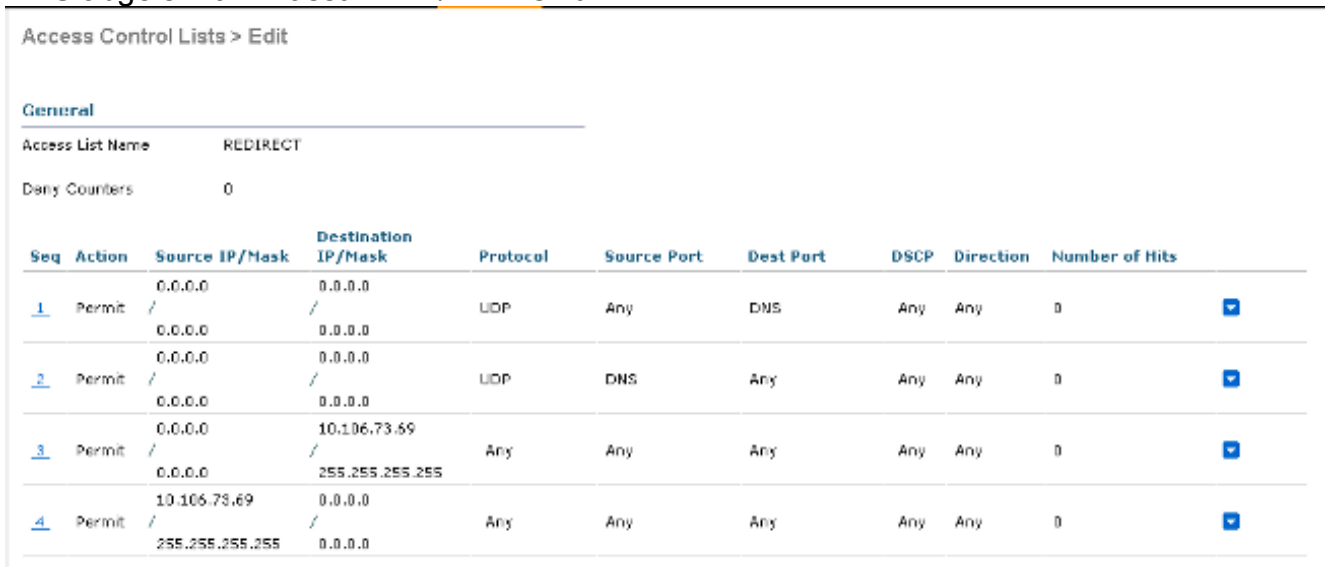 Access Control Lists > Edit
General
Access List Name REDIRECT
Deny Counters 0
Seq Action Source IP/Mask Destination IP/Mask Protocol Source Port Dest Port DSCP Direction Number of Hits
0.0.0.0 0.0.0.0
1 Permit / / UDP Any DNS Any Any 0
0.0.0.0 0.0.0.0
0.0.0.0 0.0.0.0
2 Permit / / UDP DNS Any Any Any 0
0.0.0.0 0.0.0.0
0.0.0.0 10.106.73.69
3 Permit / / Any Any Any Any Any 0
0.0.0.0 255.255.255.255
10.106.73.69 0.0.0.0
4 Permit / / Any Any Any Any Any 0
255.255.255.255 0.0.0.0